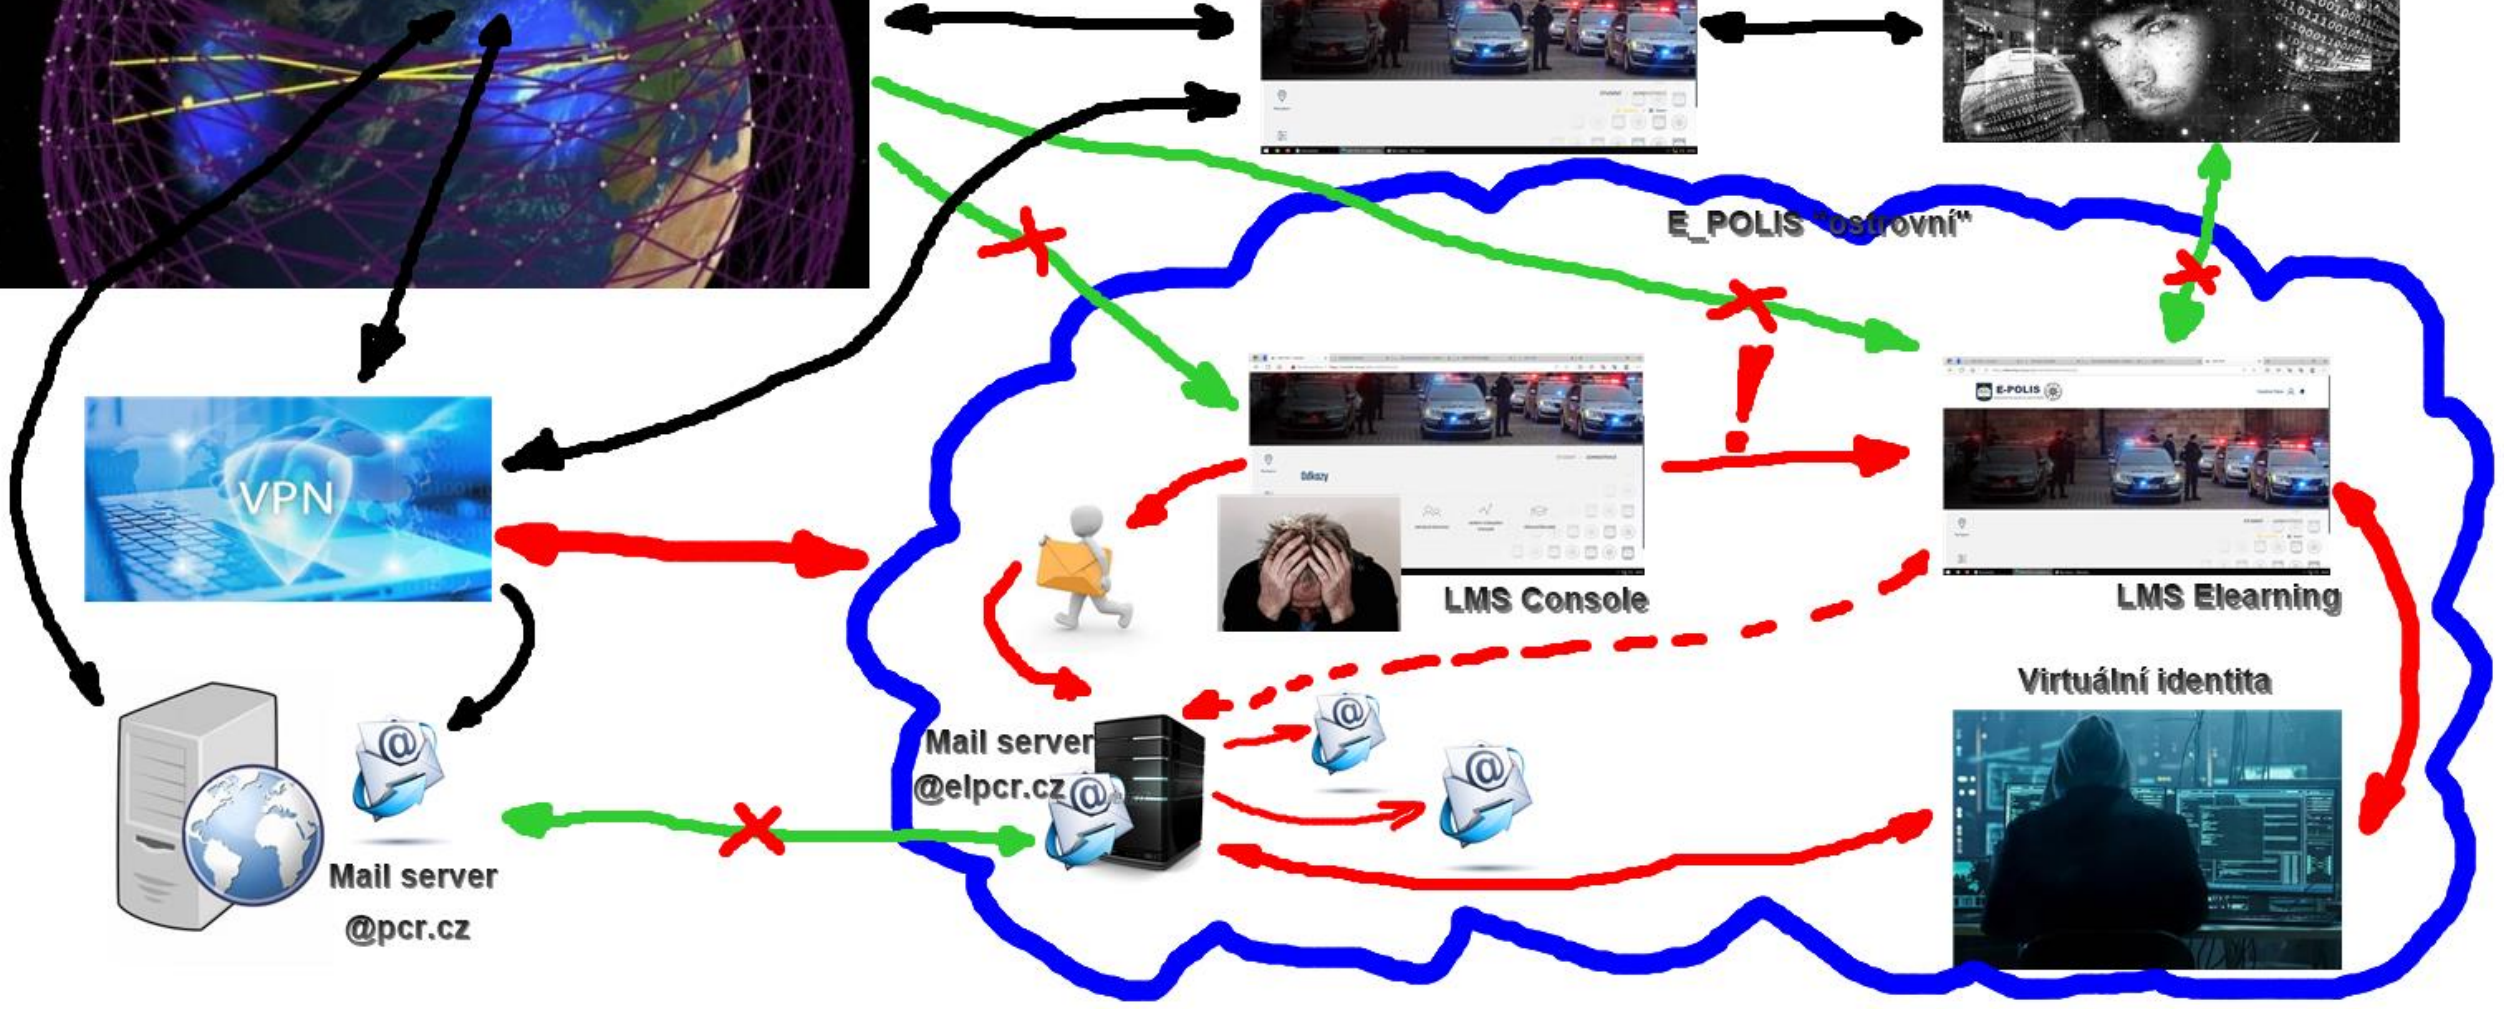 E_POLIS "ostrovní"
E-POLIS
VPN
Odkazy
LMS Console
LMS Elearning
Virtuální identita
Mail server
@elpcr.cz
Mail server
@pcr.cz